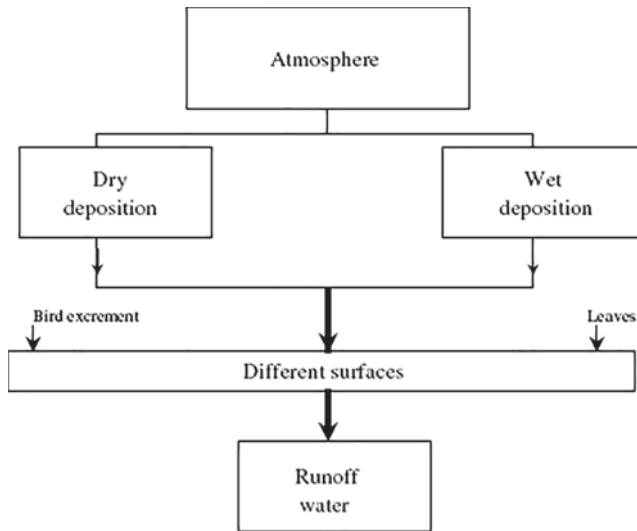 Atmosphere
Dry
deposition
Wet
deposition
Bird excrement
Leaves
Different surfaces
Runoff
water